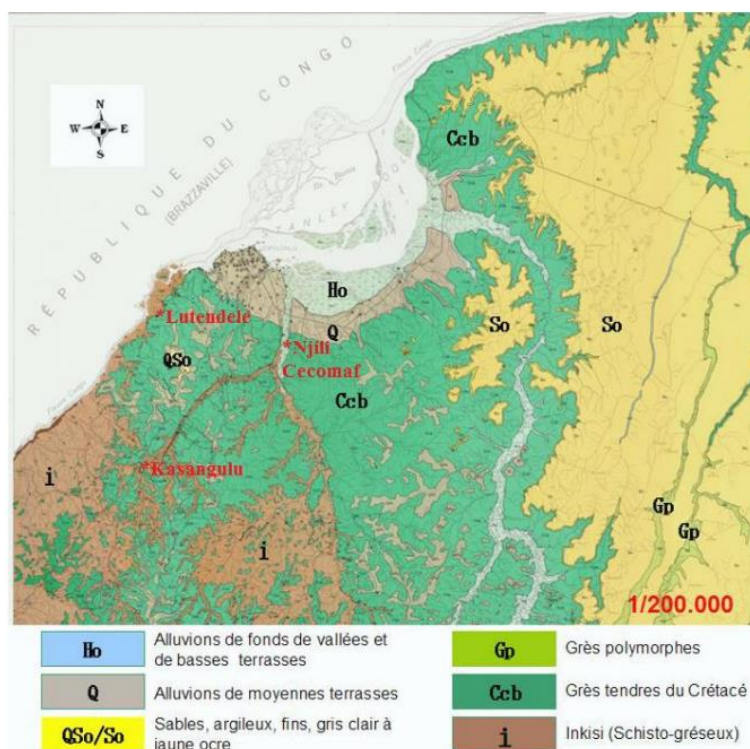 Fleuve Congo
RÉPUBLIQUE DU CONGO
(BRAZZAVILLE)
N
W E
S
STANLEY POOL
Ccb
Ho
Q
So
So
*Lutendele
QSo
*Njili
Cecomaf
Ccb
*Kasangulu
i
i
Gp
Gp
1/200.000
Ho
Alluvions de fonds de vallées et
de basses terrasses
Q
Alluvions de moyennes terrasses
QSo/So
Sables, argileux, fins, gris clair à
jaune ocre
Gp
Grès polymorphes
Ccb
Grès tendres du Crétacé
i
Inkisi (Schisto-gréseux)